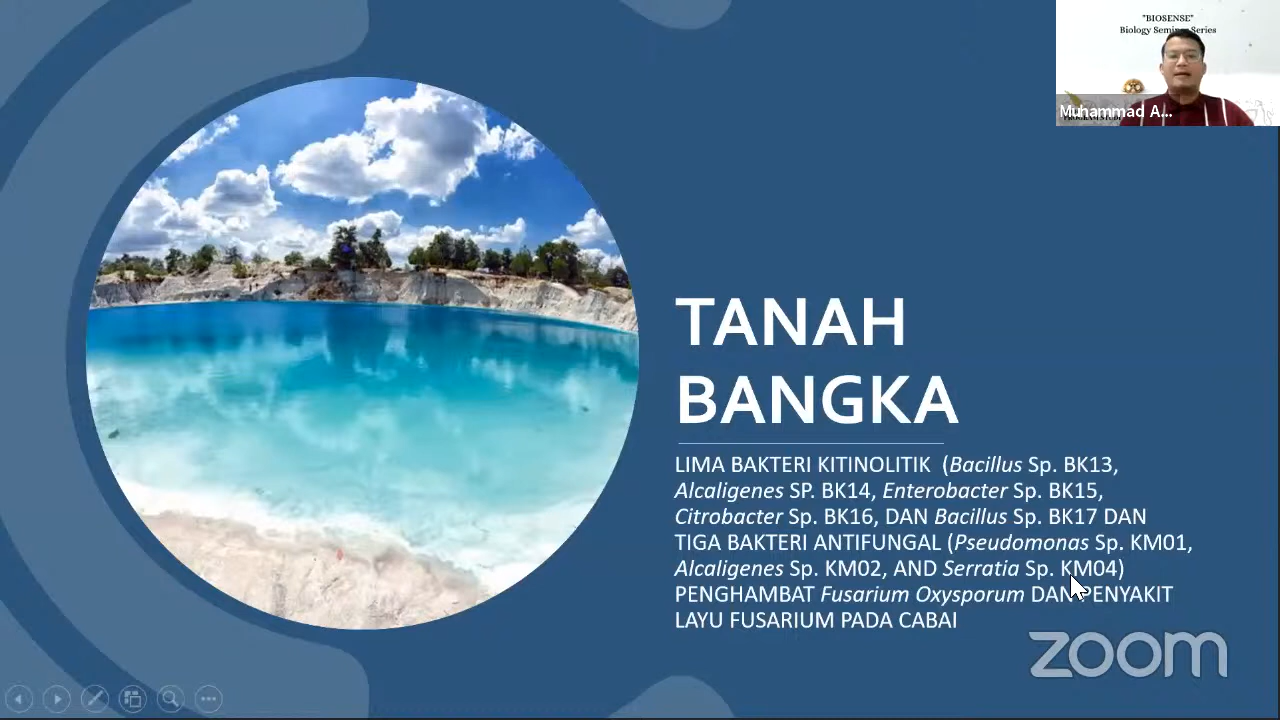 "BIOSENSE"
Biology Seminar Series
Muhammad A...
TANAH
BANGKA
LIMA BAKTERI KITINOLITIK (Bacillus Sp. BK13,
Alcaligenes SP. BK14, Enterobacter Sp. BK15,
Citrobacter Sp. BK16, DAN Bacillus Sp. BK17 DAN
TIGA BAKTERI ANTIFUNGAL (Pseudomonas Sp. KM01,
Alcaligenes Sp. KM02, AND Serratia Sp. KM04)
PENGHAMBAT Fusarium Oxysporum DAN PENYAKIT
LAYU FUSARIUM PADA CABAI
zoom